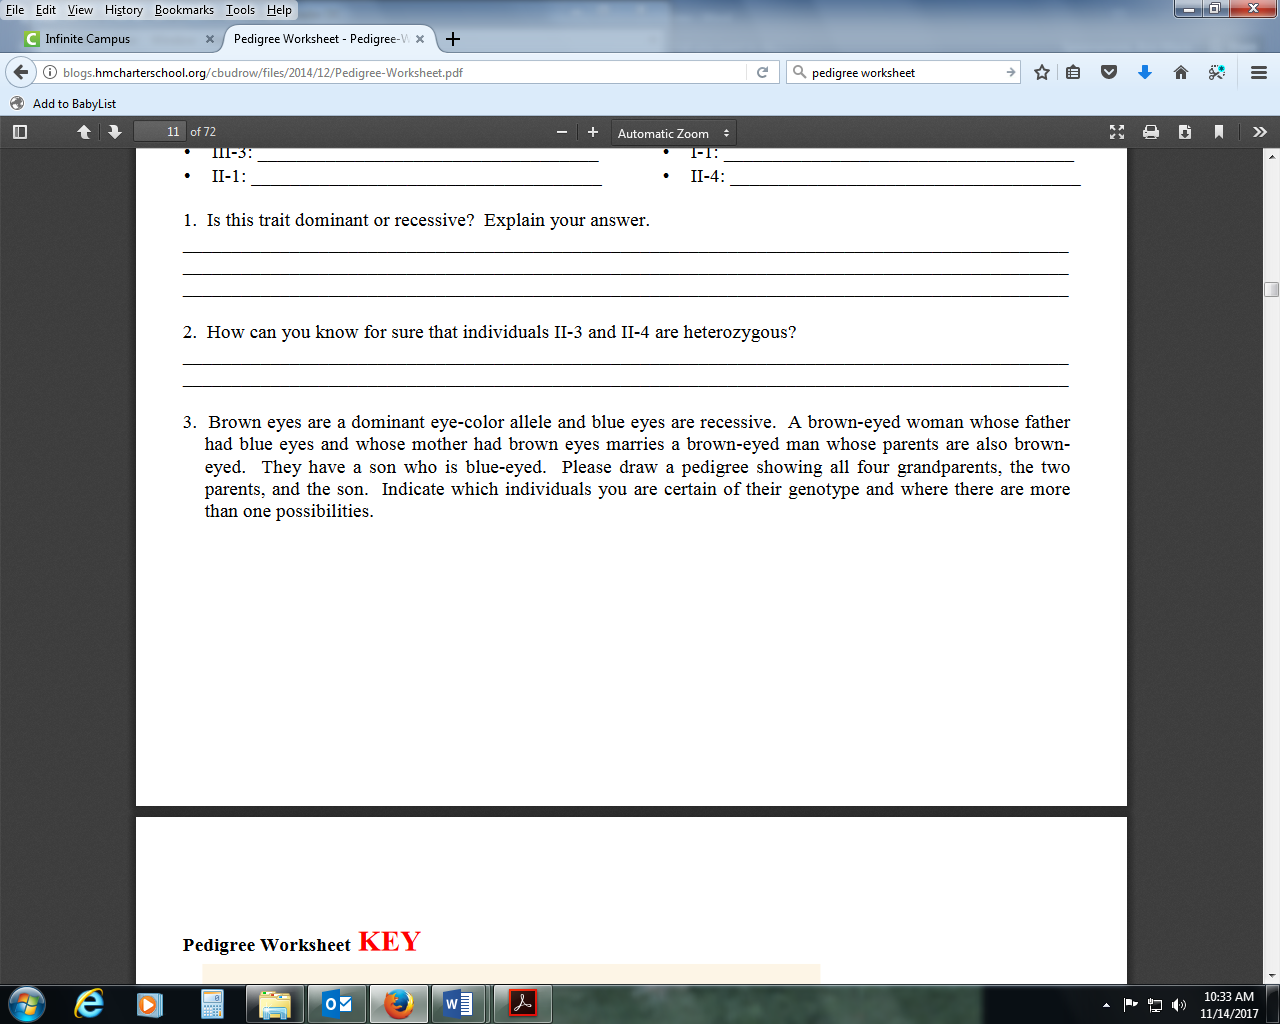 File Edit View History Bookmarks Tools Help
Infinite Campus × Pedigree Worksheet - Pedigree-W ×
blogs.hmcharterschool.org/cbudrow/files/2014/12/Pedigree-Worksheet.pdf
pedigree worksheet
Add to BabyList
11 of 72
Automatic Zoom
• III-3: ____________________
• I-1: ____________________
• II-1: ____________________
• II-4: ____________________
1. Is this trait dominant or recessive? Explain your answer.
2. How can you know for sure that individuals II-3 and II-4 are heterozygous?
3. Brown eyes are a dominant eye-color allele and blue eyes are recessive. A brown-eyed woman whose father
had blue eyes and whose mother had brown eyes marries a brown-eyed man whose parents are also brown-
eyed. They have a son who is blue-eyed. Please draw a pedigree showing all four grandparents, the two
parents, and the son. Indicate which individuals you are certain of their genotype and where there are more
than one possibilities.
Pedigree Worksheet KEY
10:33 AM
11/14/2017